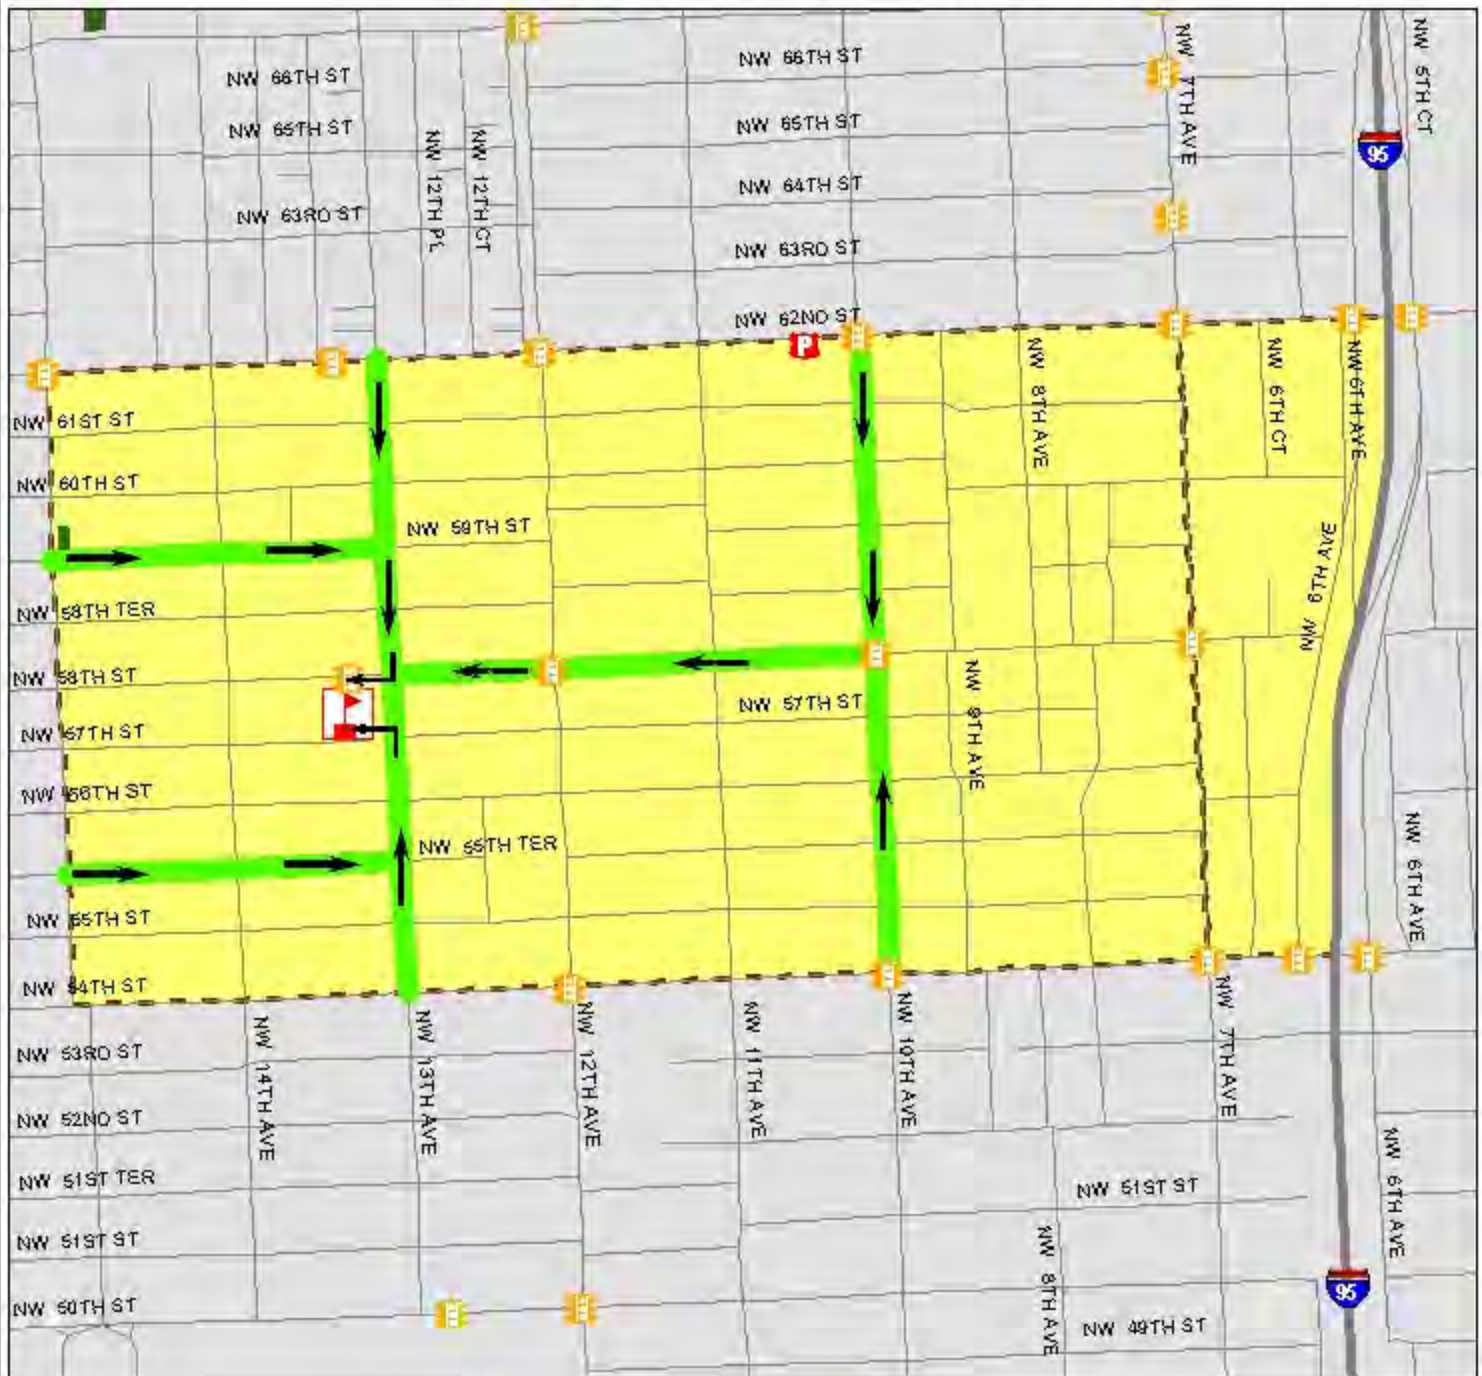 NW 66TH ST
NW 66TH ST
NW 7TH AVE
NW 5TH CT
NW 65TH ST
NW 65TH ST
95
NW 12TH PL
NW 12TH CT
NW 64TH ST
NW 63RD ST
NW 63RD ST
NW 62ND ST
P
NW 8TH AVE
NW 6TH CT
NW 6TH AVE
NW 61ST ST
NW 60TH ST
NW 59TH ST
NW 6TH AVE
NW 58TH TER
NW 58TH ST
NW 9TH AVE
NW 57TH ST
NW 57TH ST
NW 56TH ST
NW 55TH TER
NW 6TH AVE
NW 55TH ST
NW 54TH ST
NW 14TH AVE
NW 13TH AVE
NW 12TH AVE
NW 11TH AVE
NW 10TH AVE
NW 7TH AVE
NW 53RD ST
NW 52ND ST
NW 6TH AVE
NW 51ST TER
NW 51ST ST
NW 51ST ST
NW 8TH AVE
95
NW 50TH ST
NW 49TH ST